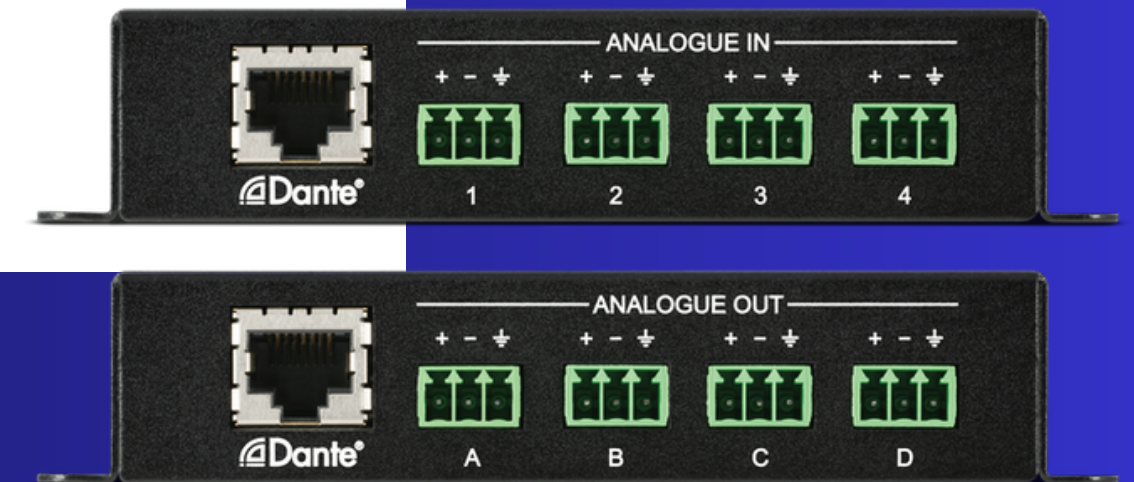 ANALOGUE IN
+ - ⏚ + - ⏚ + - ⏚ + - ⏚
Dante®
1 2 3 4
ANALOGUE OUT
+ - ⏚ + - ⏚ + - ⏚ + - ⏚
Dante®
A B C D